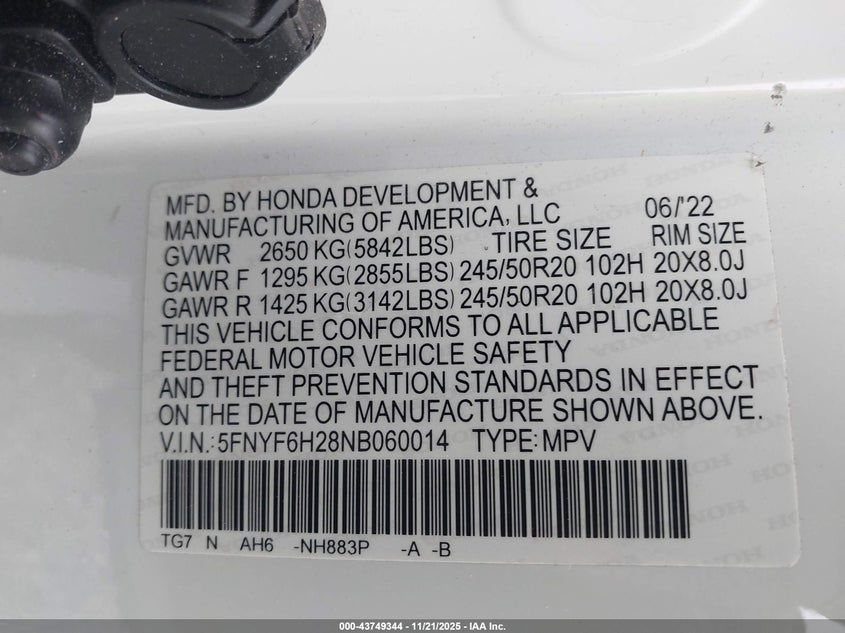 MFD. BY HONDA DEVELOPMENT &
MANUFACTURING OF AMERICA, LLC 06/'22
GVWR 2650 KG(5842LBS) TIRE SIZE RIM SIZE
GAWR F 1295 KG(2855LBS) 245/50R20 102H 20X8.0J
GAWR R 1425 KG(3142LBS) 245/50R20 102H 20X8.0J
THIS VEHICLE CONFORMS TO ALL APPLICABLE
FEDERAL MOTOR VEHICLE SAFETY
AND THEFT PREVENTION STANDARDS IN EFFECT
ON THE DATE OF MANUFACTURE SHOWN ABOVE.
V.I.N.: 5FNYF6H28NB060014 TYPE: MPV
TG7 N AH6 -NH883P -A -B
000-43749344 | 11/21/2025 - IAA Inc.